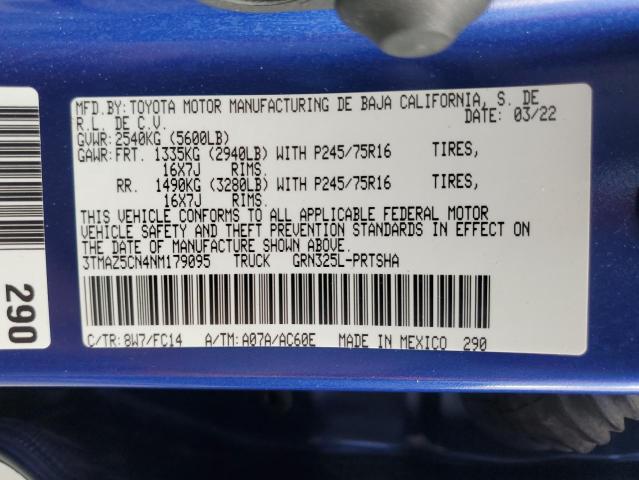 MFD.BY: TOYOTA MOTOR MANUFACTURING DE BAJA CALIFORNIA, S. DE
R.L. DE C.V. DATE: 03/22
GVWR: 2540KG (5600LB)
GAWR: FRT. 1335KG (2940LB) WITH P245/75R16 TIRES,
16X7J RIMS.
RR. 1490KG (3280LB) WITH P245/75R16 TIRES,
16X7J RIMS.
THIS VEHICLE CONFORMS TO ALL APPLICABLE FEDERAL MOTOR
VEHICLE SAFETY AND THEFT PREVENTION STANDARDS IN EFFECT ON
THE DATE OF MANUFACTURE SHOWN ABOVE.
3TMAZ5CN4NM179095 TRUCK GRN325L-PRTSHA
C/TR: 8W7/FC14 A/TM: A07A/AC60E MADE IN MEXICO 290
290